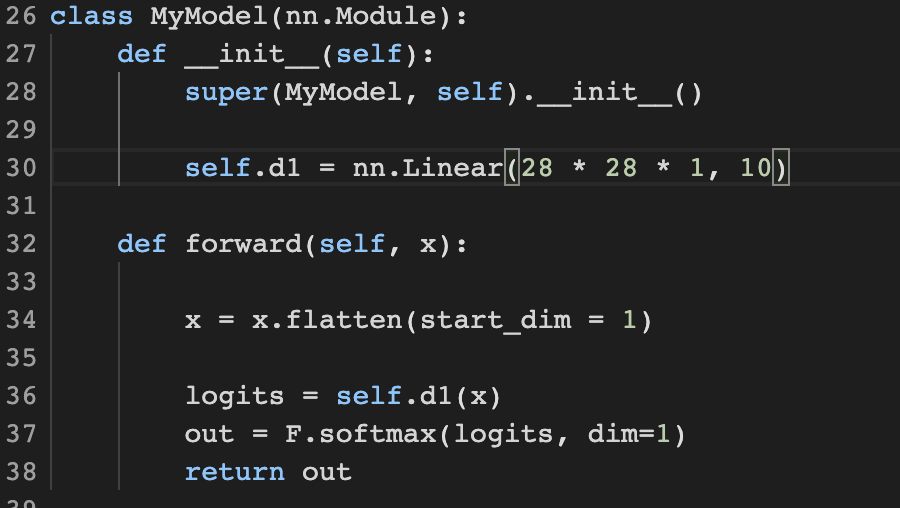 26 class MyModel(nn.Module):
27     def __init__(self):
28         super(MyModel, self).__init__()
29
30         self.d1 = nn.Linear(28 * 28 * 1, 10)
31
32     def forward(self, x):
33
34         x = x.flatten(start_dim = 1)
35
36         logits = self.d1(x)
37         out = F.softmax(logits, dim=1)
38         return out
39